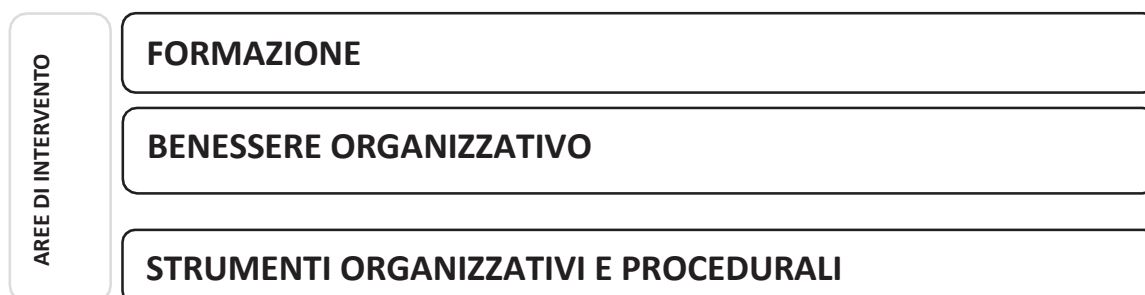 AREE DI INTERVENTO
FORMAZIONE
BENESSERE ORGANIZZATIVO
STRUMENTI ORGANIZZATIVI E PROCEDURALI